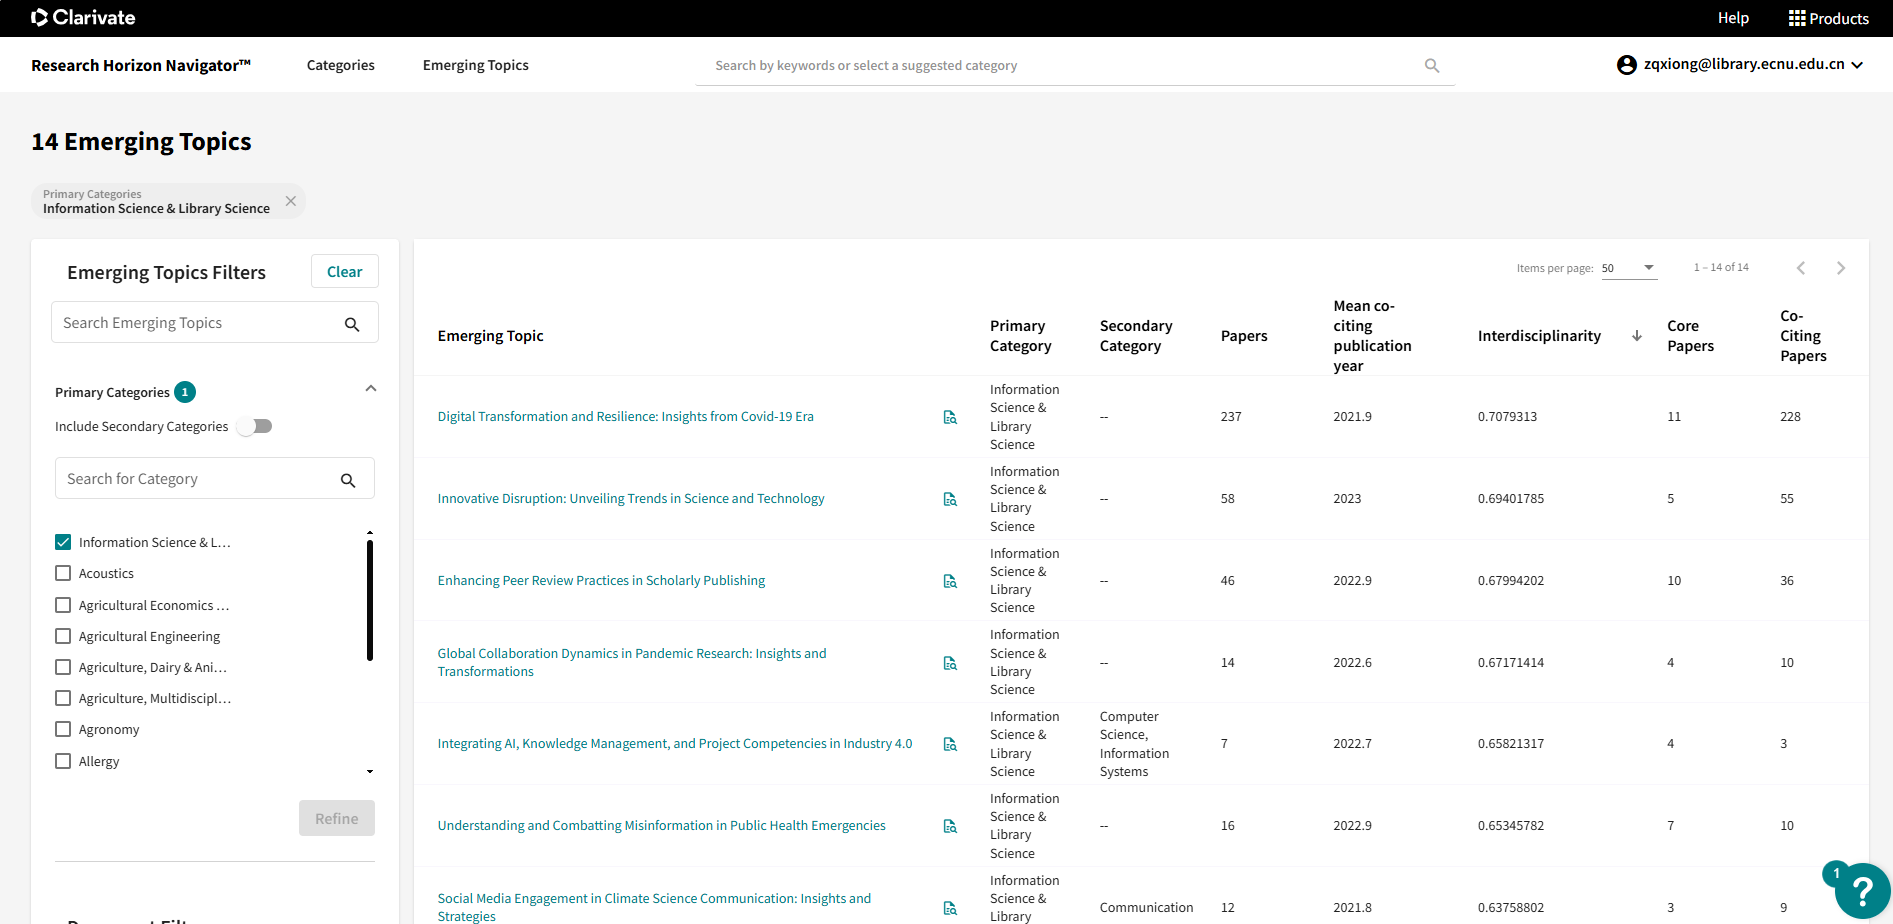 Clarivate
Help
Products
Research Horizon Navigator™
Categories
Emerging Topics
Search by keywords or select a suggested category
zqxiong@library.ecnu.edu.cn
14 Emerging Topics
Primary Categories
Information Science & Library Science
Emerging Topics Filters
Clear
Search Emerging Topics
Primary Categories
1
Include Secondary Categories
Search for Category
Information Science & L...
Acoustics
Agricultural Economics ...
Agricultural Engineering
Agriculture, Dairy & Ani...
Agriculture, Multidiscipl...
Agronomy
Allergy
Refine
Items per page: 50
1 – 14 of 14
Emerging Topic
Primary
Category
Secondary
Category
Papers
Mean co-
citing
publication
year
Interdisciplinarity
Core
Papers
Co-
Citing
Papers
Digital Transformation and Resilience: Insights from Covid-19 Era
Information
Science &
Library
Science
--
237
2021.9
0.7079313
11
228
Innovative Disruption: Unveiling Trends in Science and Technology
Information
Science &
Library
Science
--
58
2023
0.69401785
5
55
Enhancing Peer Review Practices in Scholarly Publishing
Information
Science &
Library
Science
--
46
2022.9
0.67994202
10
36
Global Collaboration Dynamics in Pandemic Research: Insights and
Transformations
Information
Science &
Library
Science
--
14
2022.6
0.67171414
4
10
Integrating AI, Knowledge Management, and Project Competencies in Industry 4.0
Information
Science &
Library
Science
Computer
Science,
Information
Systems
7
2022.7
0.65821317
4
3
Understanding and Combatting Misinformation in Public Health Emergencies
Information
Science &
Library
Science
--
16
2022.9
0.65345782
7
10
Social Media Engagement in Climate Science Communication: Insights and
Strategies
Information
Science &
Library
Communication
12
2021.8
0.63758802
3
9
1
?